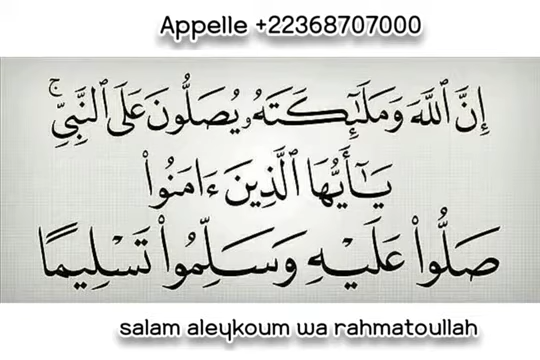 Appelle +22368707000
إِنَّ ٱللَّهَ وَمَلَـٰٓئِكَتَهُۥ يُصَلُّونَ عَلَى ٱلنَّبِىِّ ۚ
يَـٰٓأَيُّهَا ٱلَّذِينَ ءَامَنُوا۟
صَلُّوا۟ عَلَيْهِ وَسَلِّمُوا۟ تَسْلِيمًا
salam aleykoum wa rahmatoullah